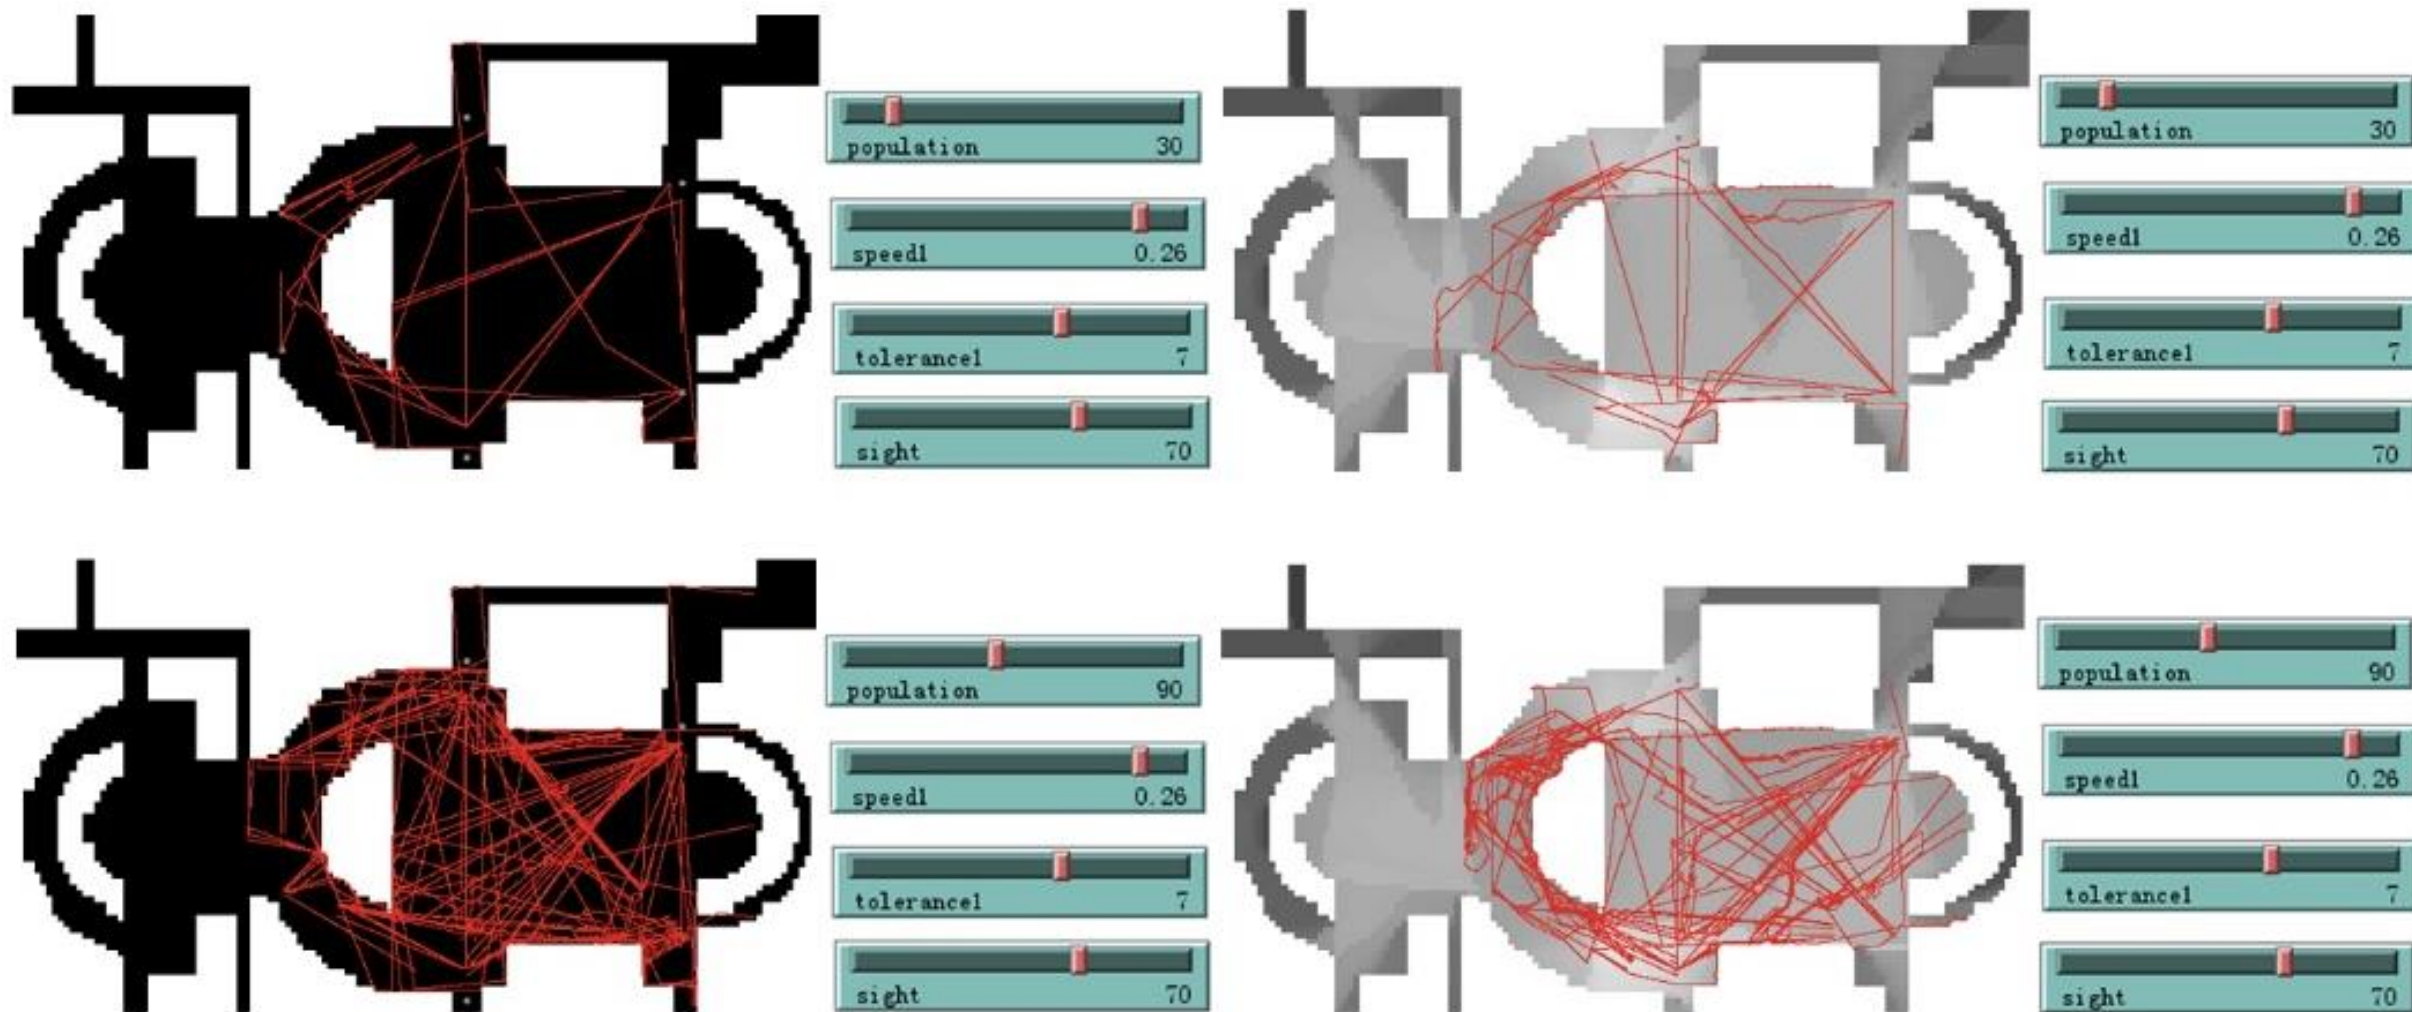 population 30
speed1 0.26
tolerance1 7
sight 70
population 30
speed1 0.26
tolerance1 7
sight 70
population 90
speed1 0.26
tolerance1 7
sight 70
population 90
speed1 0.26
tolerance1 7
sight 70